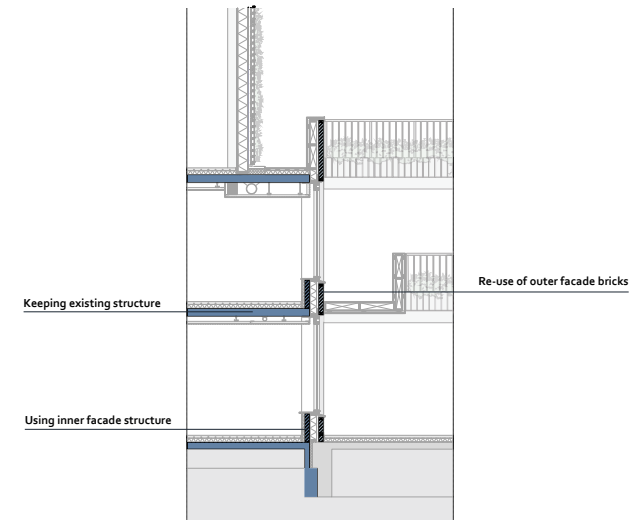 Re-use of outer facade bricks
Keeping existing structure
Using inner facade structure